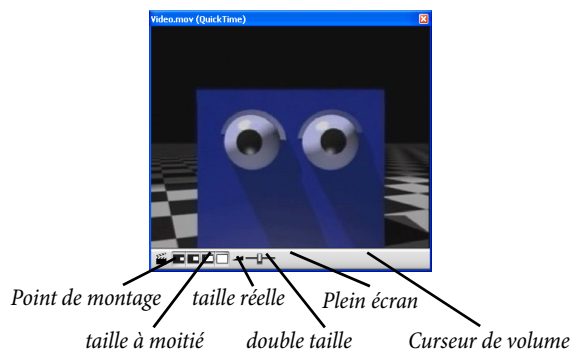 Video.mov (QuickTime)
Point de montage
taille réelle
Plein écran
taille à moitié
double taille
Curseur de volume